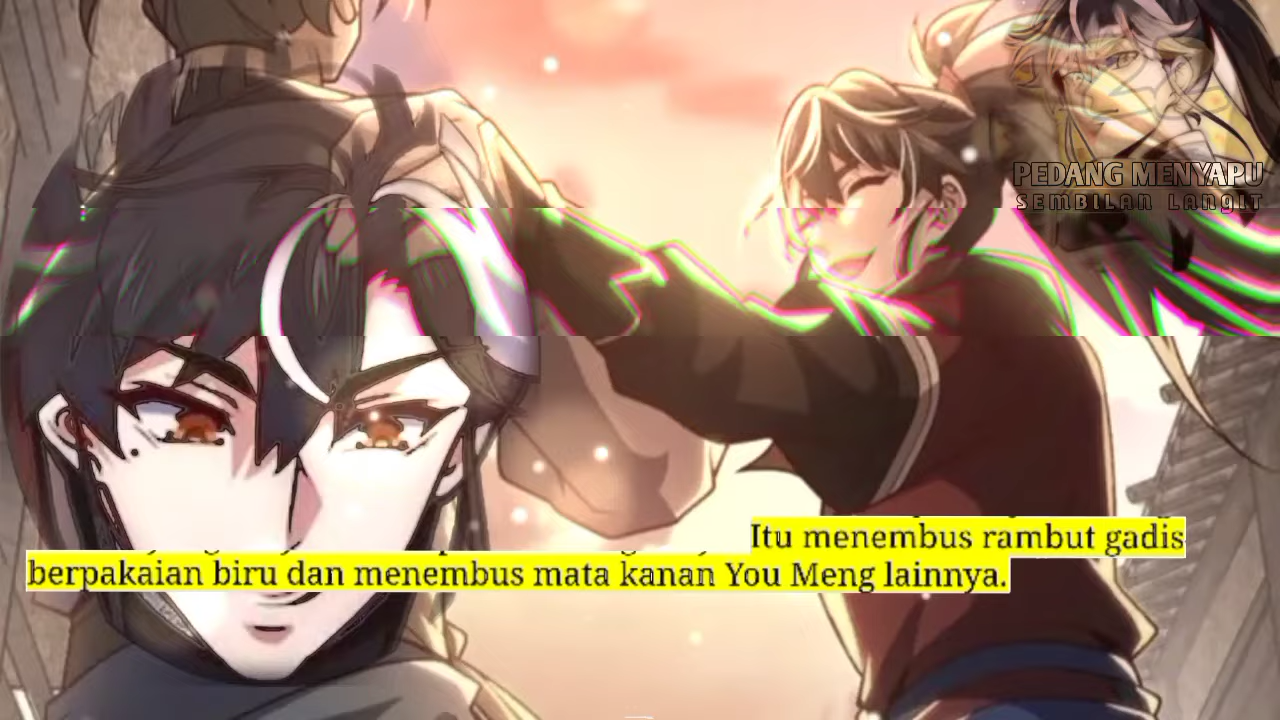 PEDANG MENYAPU
SEMBILAN LANGIT
Itu menembus rambut gadis
berpakaian biru dan menembus mata kanan You Meng lainnya.